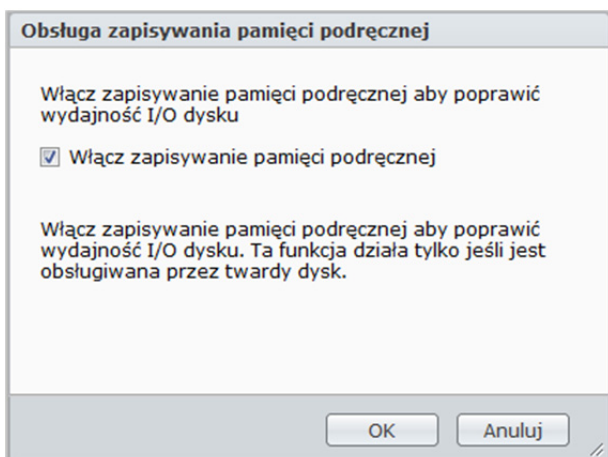 Obsługa zapisywania pamięci podręcznej
Włącz zapisywanie pamięci podręcznej aby poprawić
wydajność I/O dysku
Włącz zapisywanie pamięci podręcznej
Włącz zapisywanie pamięci podręcznej aby poprawić
wydajność I/O dysku. Ta funkcja działa tylko jeśli jest
obsługiwana przez twardy dysk.
OK
Anuluj